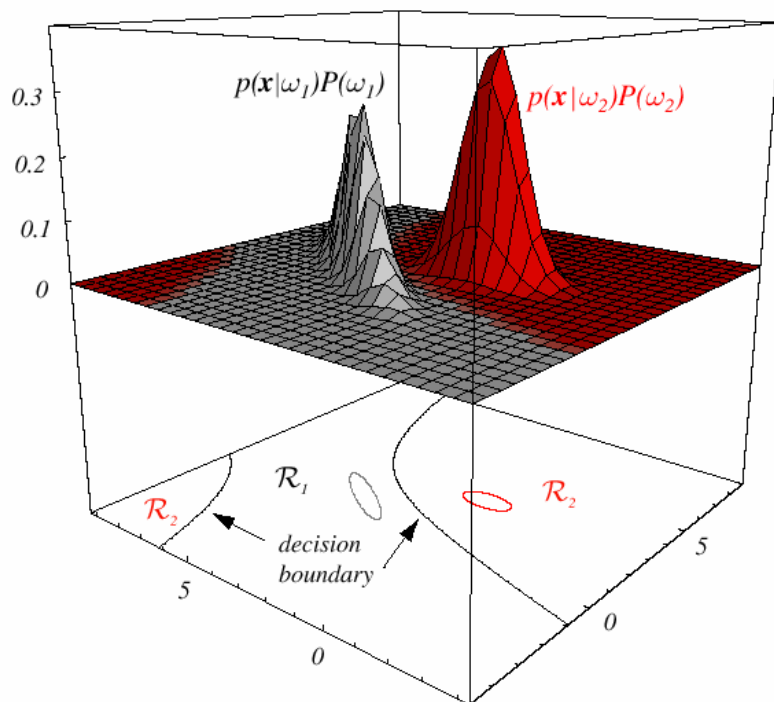 0.3
p(x|ω₁)P(ω₁)
p(x|ω₂)P(ω₂)
0.2
0.1
0
R₂
R₁
R₂
decision
boundary
5
0
5
0